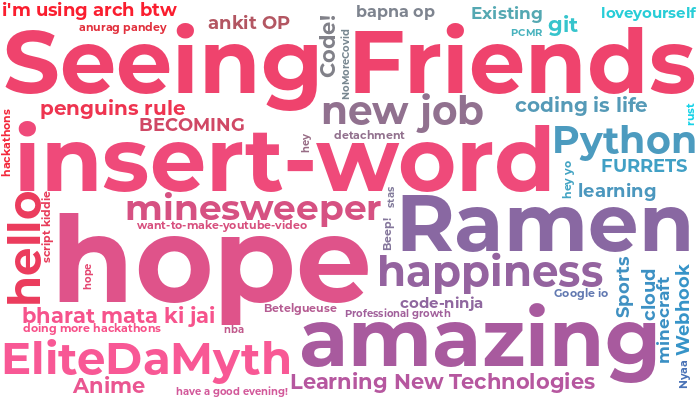 i'm using arch btw
anurag pandey
ankit OP
Code!
NoMorecovid
bapna op
Existing
PCMR
git
loveyourself
Seeing Friends
penguins rule
BECOMING
new job
coding is life
rust
hackathons
insert-word
hey
detachment
Python
FURRETS
hey yo
learning
hello
script kiddie
minesweeper
want-to-make-youtube-video
stas
Beep!
Ramen
hope
hope
happiness
Google io
Sports
cloud
minecraft
Webhook
Nyaa
code-ninja
Betelgueuse
Professional growth
bharat mata ki jai
doing more hackathons
nba
amazing
EliteDaMyth
Anime
have a good evening!
Learning New Technologies